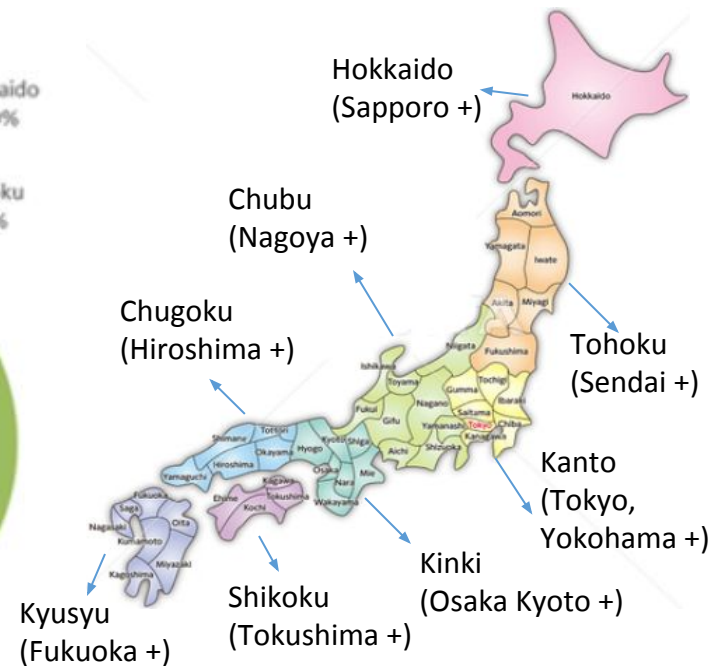 aido
%
ku
%
Hokkaido
(Sapporo +)
Hokkaido
Chubu
(Nagoya +)
Chugoku
(Hiroshima +)
Tohoku
(Sendai +)
Kanto
(Tokyo,
Yokohama +)
Kinki
(Osaka Kyoto +)
Shikoku
(Tokushima +)
Kyusyu
(Fukuoka +)
Aomori
Yamagata
Iwate
Akita
Miyagi
Niigata
Fukushima
Ishikawa
Toyama
Gumma
Tochigi
Ibaraki
Nagano
Saituma
Fukui
Gifu
Yamanashi
Tokyo
Chiba
Kanagawa
Aichi
Shizuoka
Shimane
Tottori
Kyoto
Shiga
Hyogo
Okayama
Hiroshima
Yamaguchi
Osaka
Mie
Nara
Wakayama
Kagawa
Ehime
Tokushima
Kochi
Fukuoka
Saga
Oita
Nagasaki
Kumamoto
Miyazaki
Kagoshima